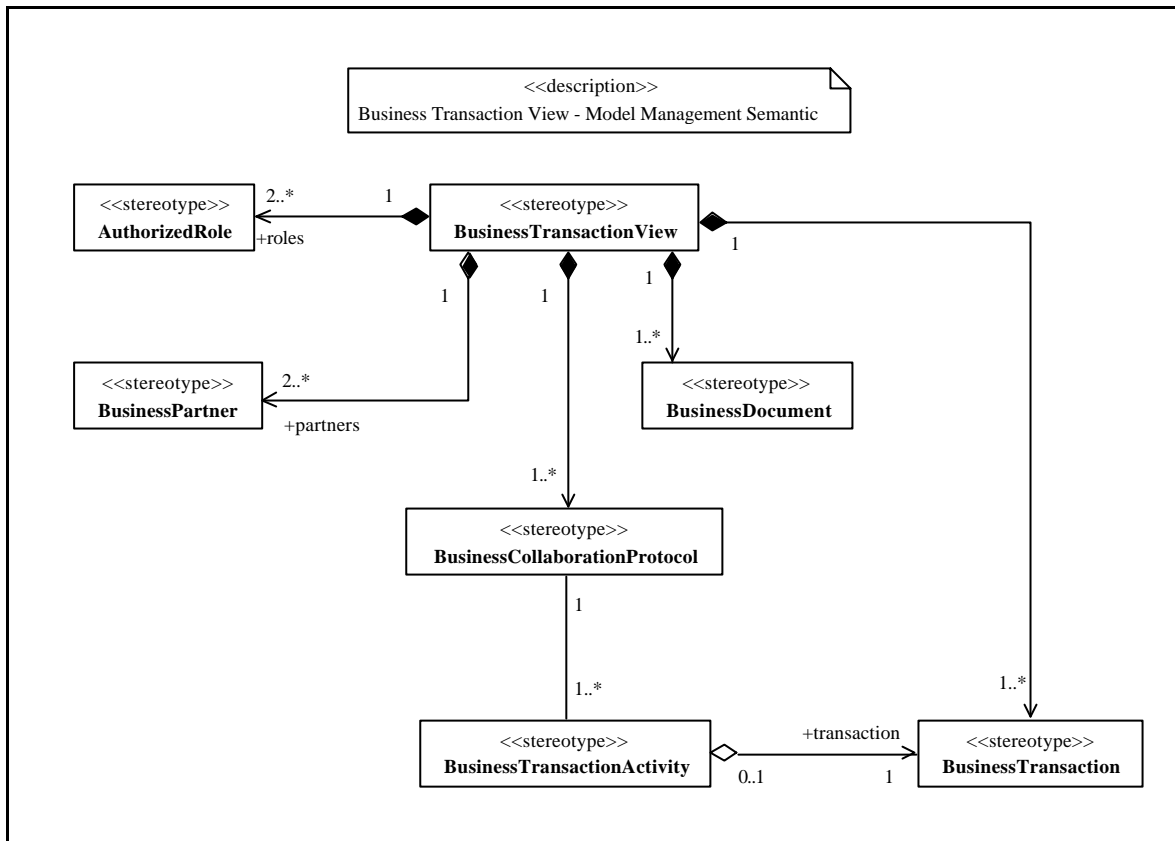 <<description>>
Business Transaction View - Model Management Semantic
<<stereotype>>
AuthorizedRole
2..*
+roles
1
<<stereotype>>
BusinessTransactionView
1
1
1
1
<<stereotype>>
BusinessPartner
2..*
+partners
1..*
<<stereotype>>
BusinessDocument
1..*
<<stereotype>>
BusinessCollaborationProtocol
1
1..*
1..*
<<stereotype>>
BusinessTransactionActivity
+transaction
0..1
1
<<stereotype>>
BusinessTransaction